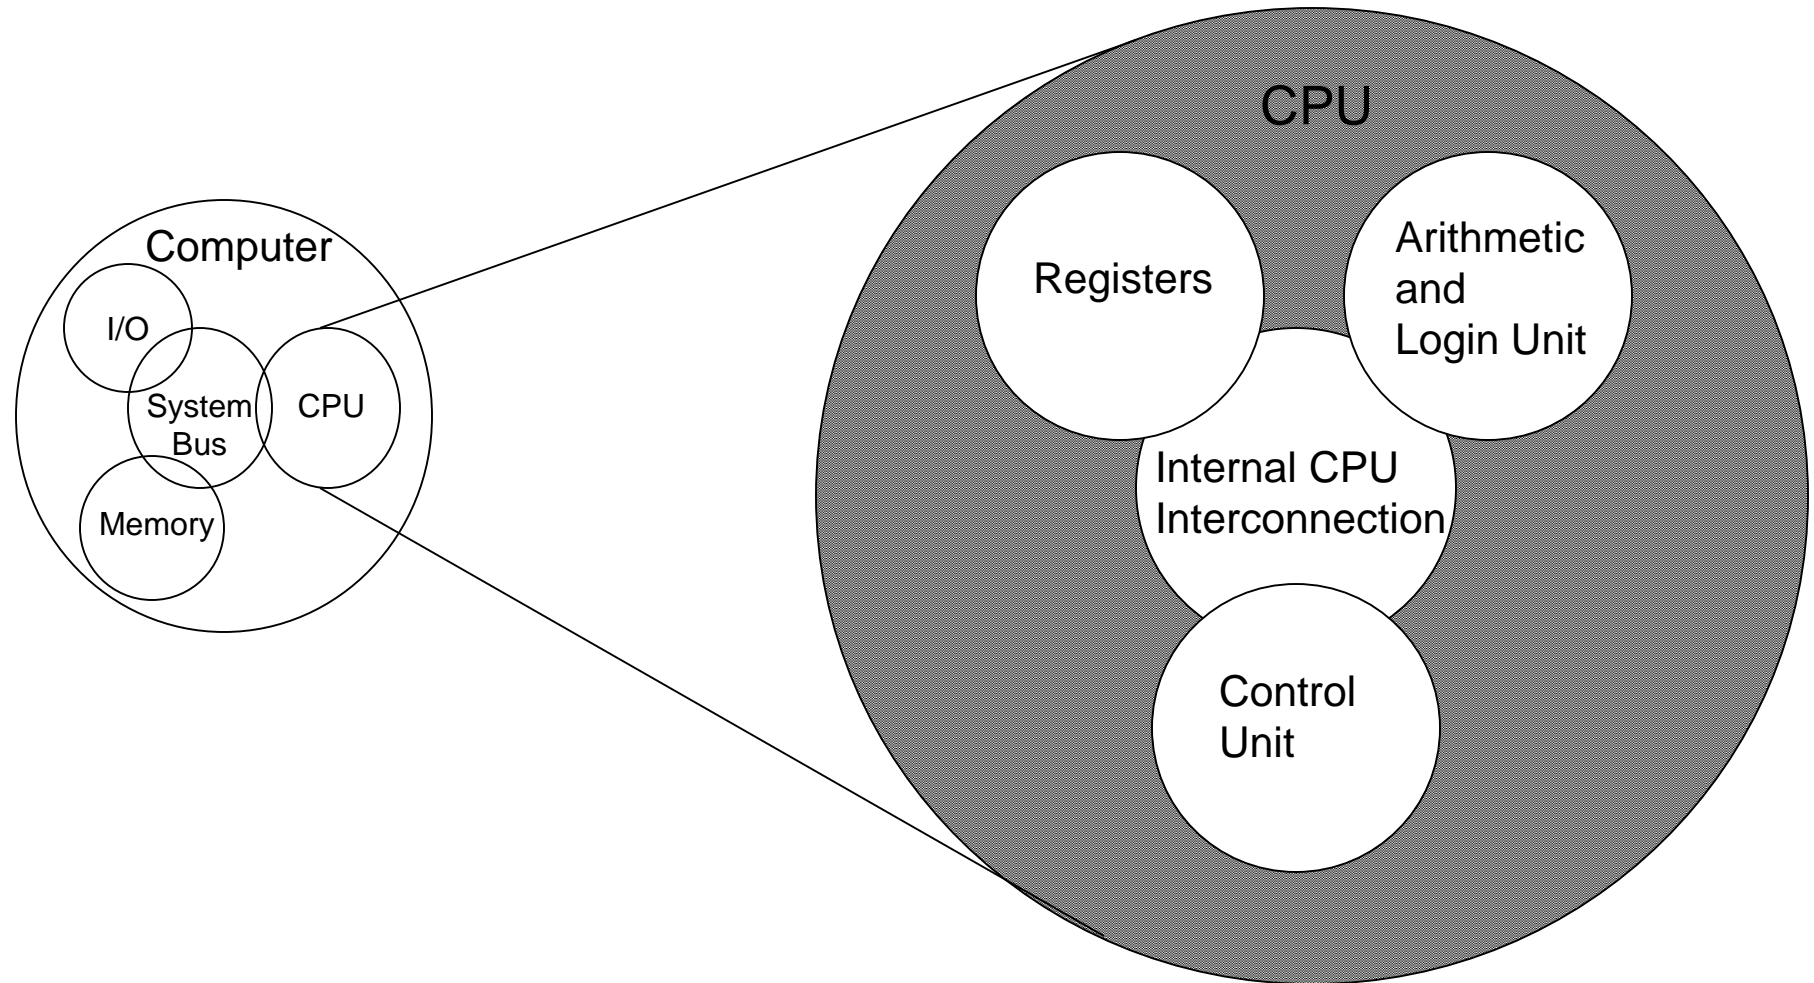 Computer
I/O
System
Bus
CPU
Memory
CPU
Registers
Arithmetic
and
Login Unit
Internal CPU
Interconnection
Control
Unit